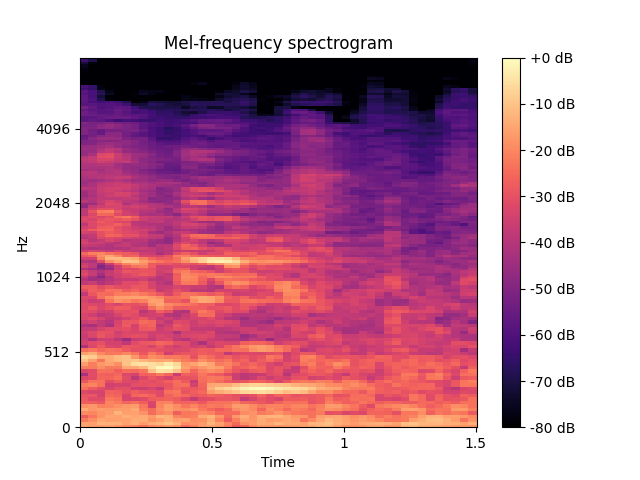 Mel-frequency spectrogram
Hz
4096
2048
1024
512
0
0
0.5
1
1.5
Time
+0 dB
-10 dB
-20 dB
-30 dB
-40 dB
-50 dB
-60 dB
-70 dB
-80 dB